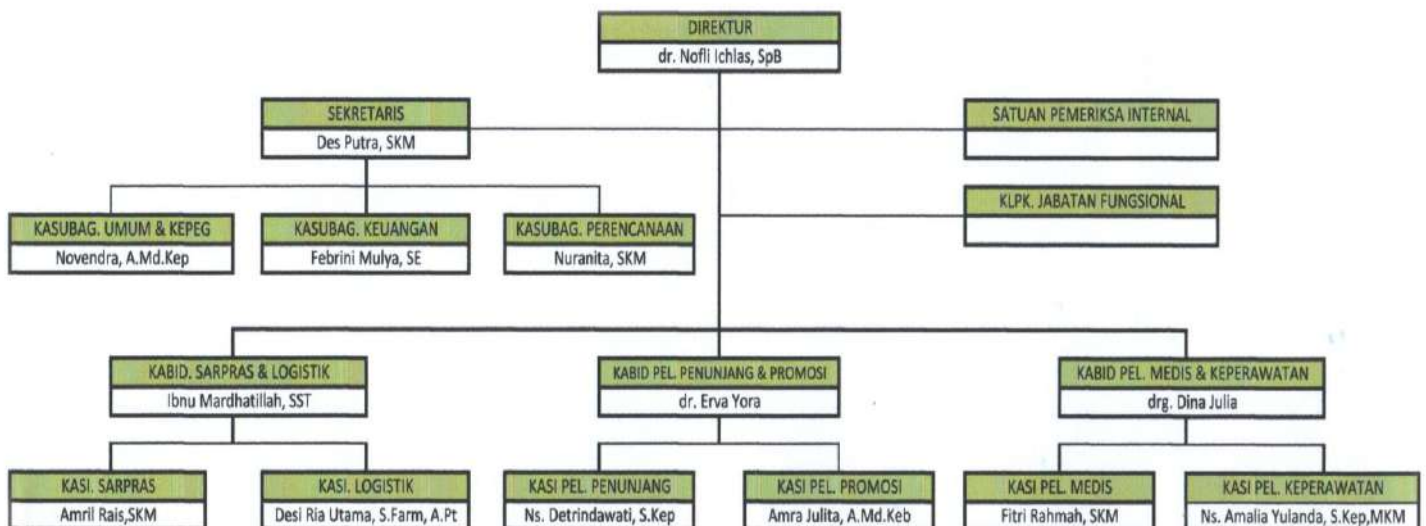 DIREKTUR
dr. Nofli Ichlas, SpB
SEKRETARIS
Des Putra, SKM
SATUAN PEMERIKSA INTERNAL
KLPK. JABATAN FUNGSIONAL
KASUBAG. UMUM & KEPEG
Novendra, A.Md.Kep
KASUBAG. KEUANGAN
Febrini Mulya, SE
KASUBAG. PERENCANAAN
Nuranita, SKM
KABID. SARPRAS & LOGISTIK
Ibnu Mardhatillah, SST
KABID PEL. PENUNJANG & PROMOSI
dr. Erva Yora
KABID PEL. MEDIS & KEPERAWATAN
drg. Dina Julia
KASI. SARPRAS
Amril Rais,SKM
KASI. LOGISTIK
Desi Ria Utama, S.Farm, A.Pt
KASI PEL. PENUNJANG
Ns. Detrindawati, S.Kep
KASI PEL. PROMOSI
Amra Julita, A.Md.Keb
KASI PEL. MEDIS
Fitri Rahmah, SKM
KASI PEL. KEPERAWATAN
Ns. Amalia Yulanda, S.Kep,MKM